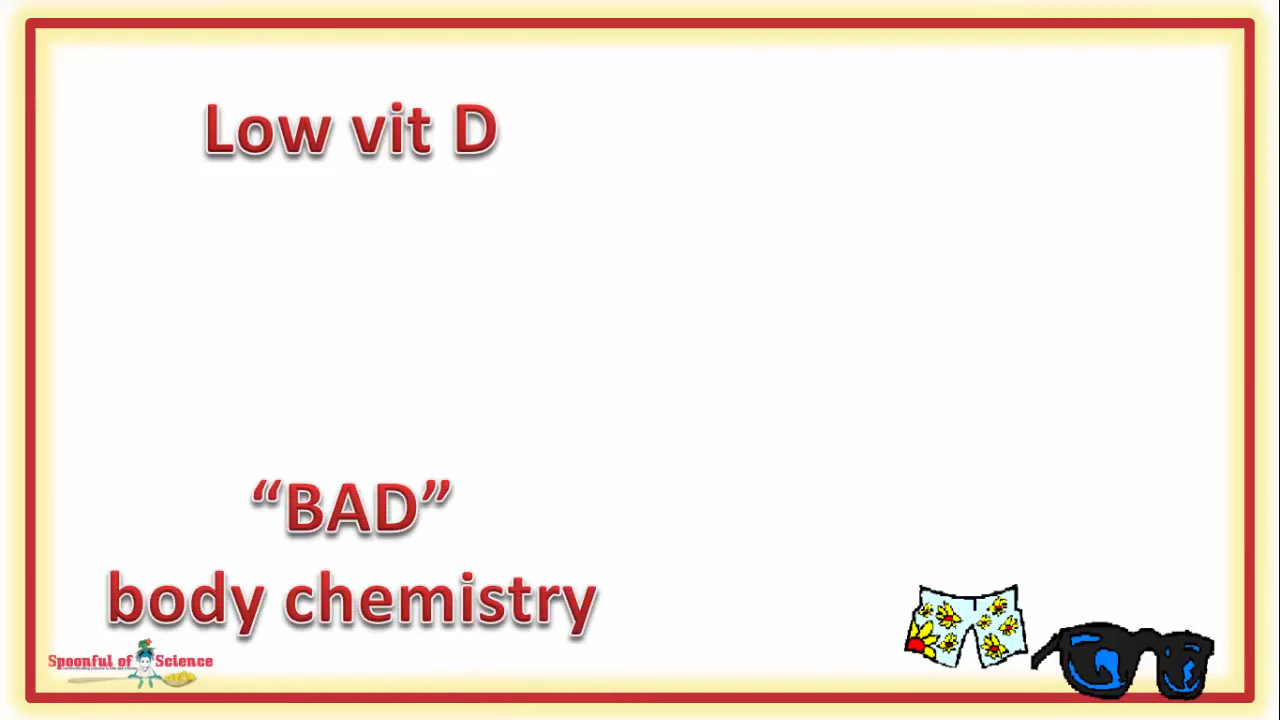 Low vit D
“BAD”
body chemistry
Spoonful of Science